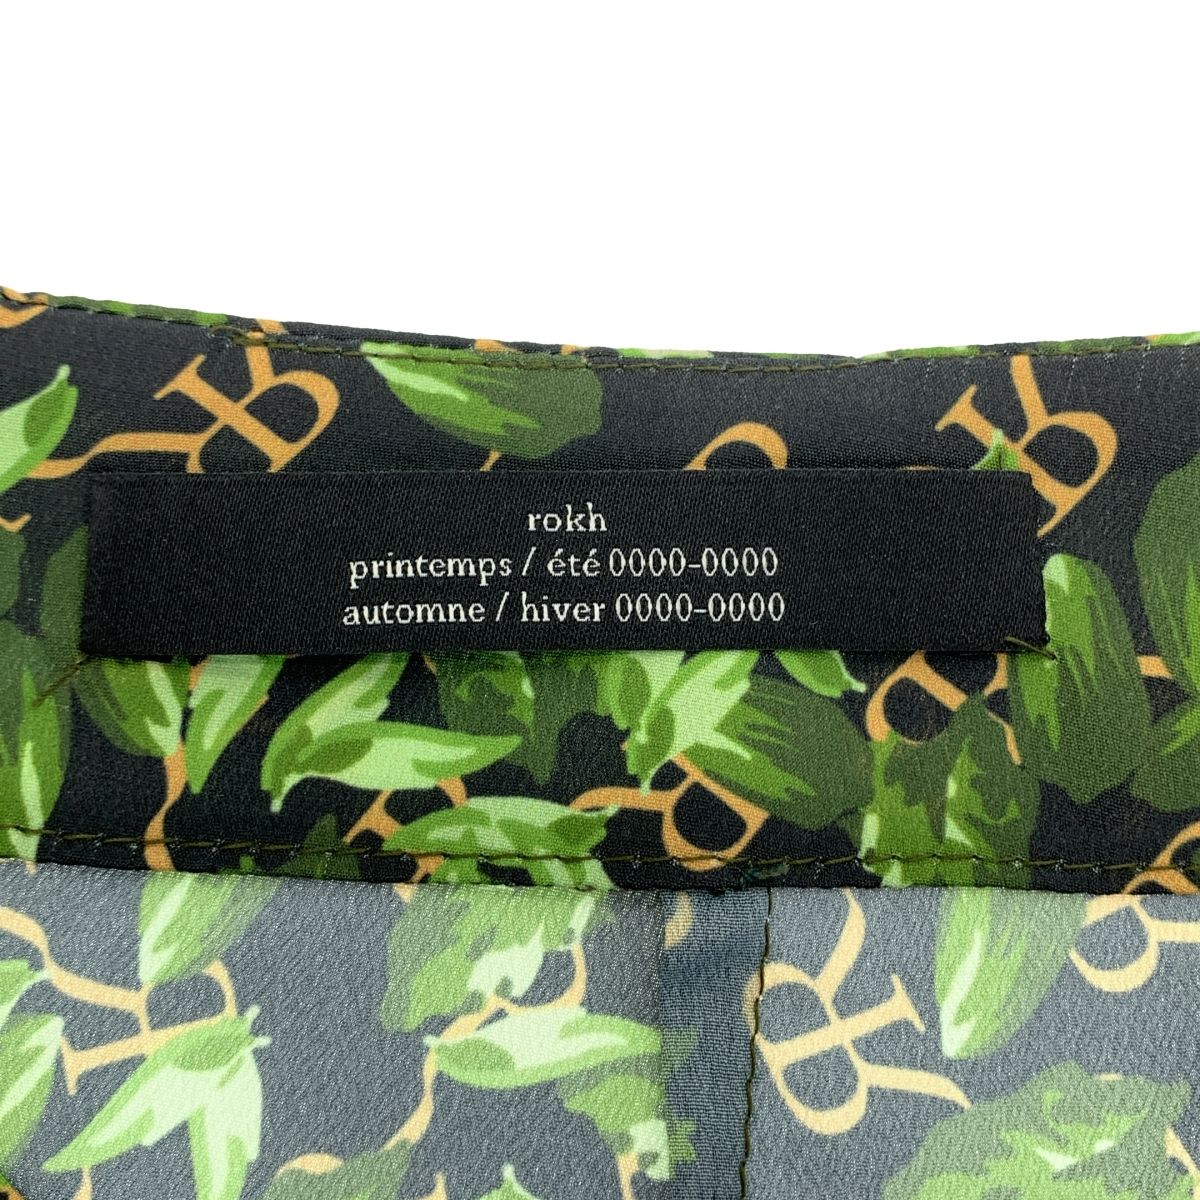 rokh
printemps / été 0000-0000
automne / hiver 0000-0000